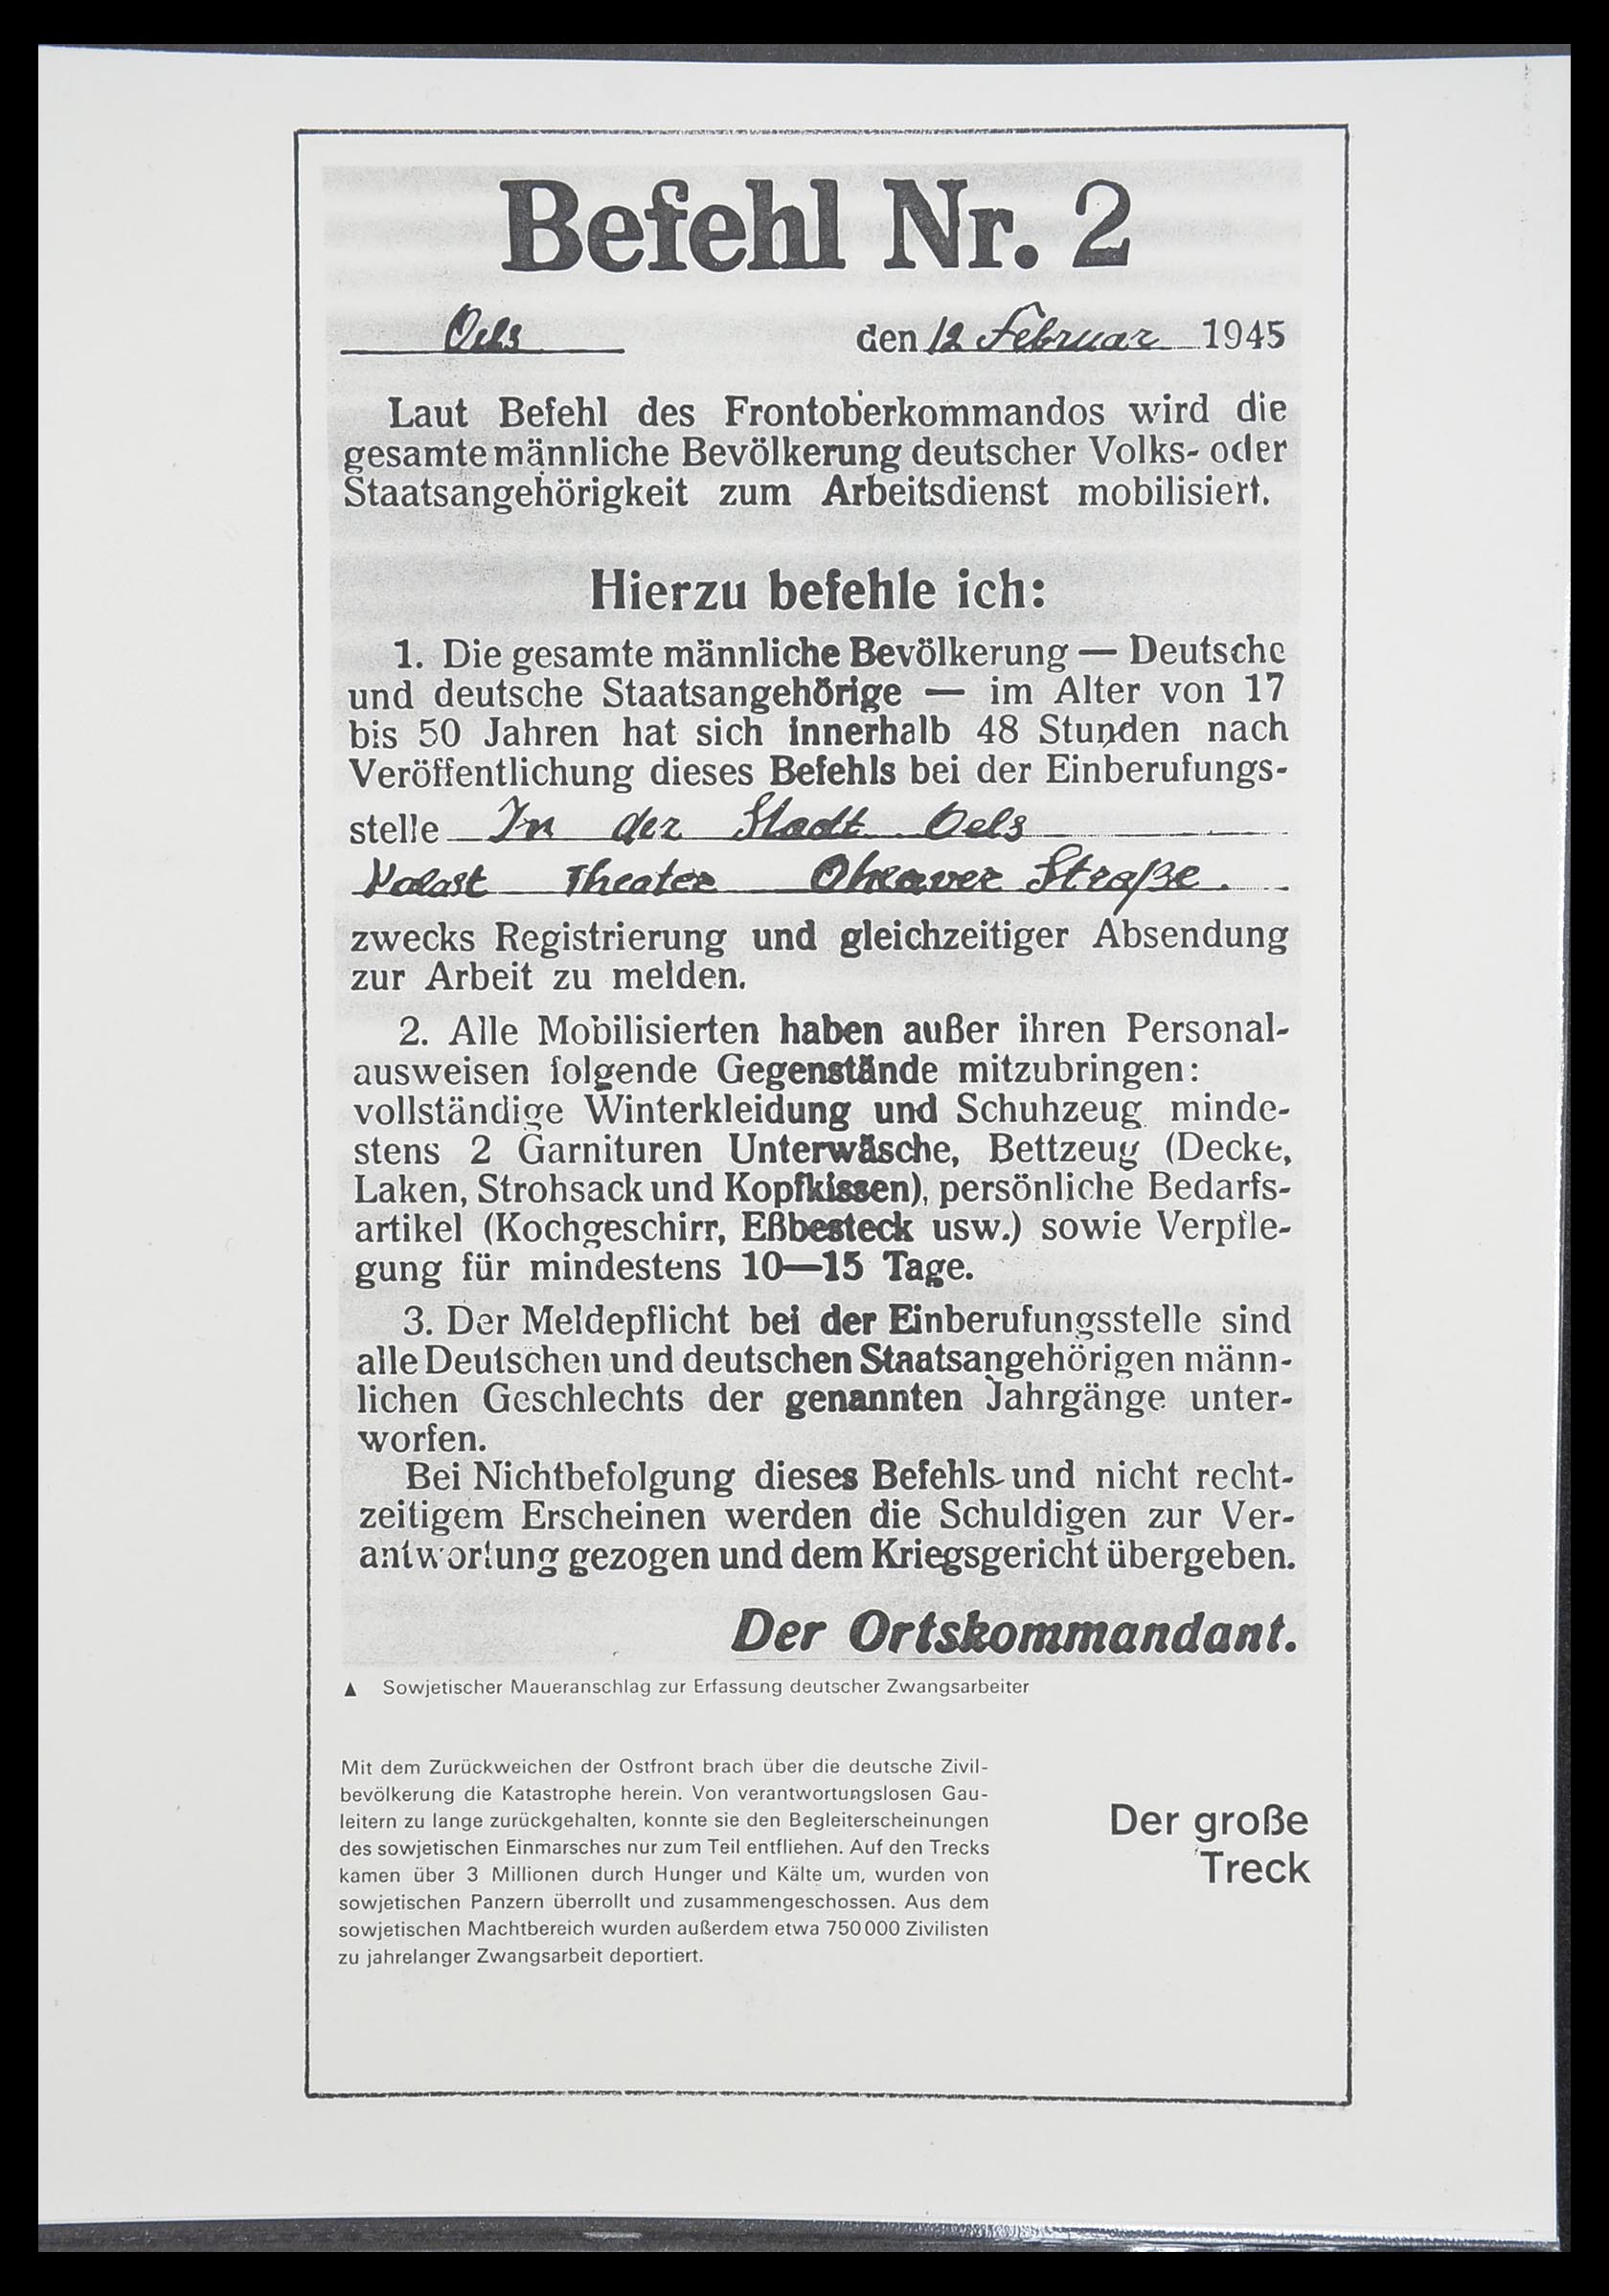 Befehl Nr. 2
Oels den 12 Februar 1945
Laut Befehl des Frontoberkommandos wird die
gesamte männliche Bevölkerung deutscher Volks- oder
Staatsangehörigkeit zum Arbeitsdienst mobilisiert.
Hierzu befehle ich:
1. Die gesamte männliche Bevölkerung — Deutsche
und deutsche Staatsangehörige — im Alter von 17
bis 50 Jahren hat sich innerhalb 48 Stunden nach
Veröffentlichung dieses Befehls bei der Einberufungs-
stelle In der Stadt Oels
Palast Theater Straße.
zwecks Registrierung und gleichzeitiger Absendung
zur Arbeit zu melden.
2. Alle Mobilisierten haben außer ihren Personal-
ausweisen folgende Gegenstände mitzubringen:
vollständige Winterkleidung und Schuhzeug minde-
stens 2 Garnituren Unterwäsche, Bettzeug (Decke,
Laken, Strohsack und Kopfkissen), persönliche Bedarfs-
artikel (Kochgeschirr, Eßbesteck usw.) sowie Verpfle-
gung für mindestens 10—15 Tage.
3. Der Meldepflicht bei der Einberufungsstelle sind
alle Deutschen und deutschen Staatsangehörigen männ-
lichen Geschlechts der genannten Jahrgänge unter-
worfen.
Bei Nichtbefolgung dieses Befehls und nicht recht-
zeitigem Erscheinen werden die Schuldigen zur Ver-
antwortung gezogen und dem Kriegsgericht übergeben.
Der Ortskommandant.
▲ Sowjetischer Maueranschlag zur Erfassung deutscher Zwangsarbeiter
Mit dem Zurückweichen der Ostfront brach über die deutsche Zivil-
bevölkerung die Katastrophe herein. Von verantwortungslosen Gau-
leitern zu lange zurückgehalten, konnte sie den Begleiterscheinungen
des sowjetischen Einmarsches nur zum Teil entfliehen. Auf den Trecks
kamen über 3 Millionen durch Hunger und Kälte um, wurden von
sowjetischen Panzern überrollt und zusammengeschossen. Aus dem
sowjetischen Machtbereich wurden außerdem etwa 750 000 Zivilisten
zu jahrelanger Zwangsarbeit deportiert.
Der große
Treck